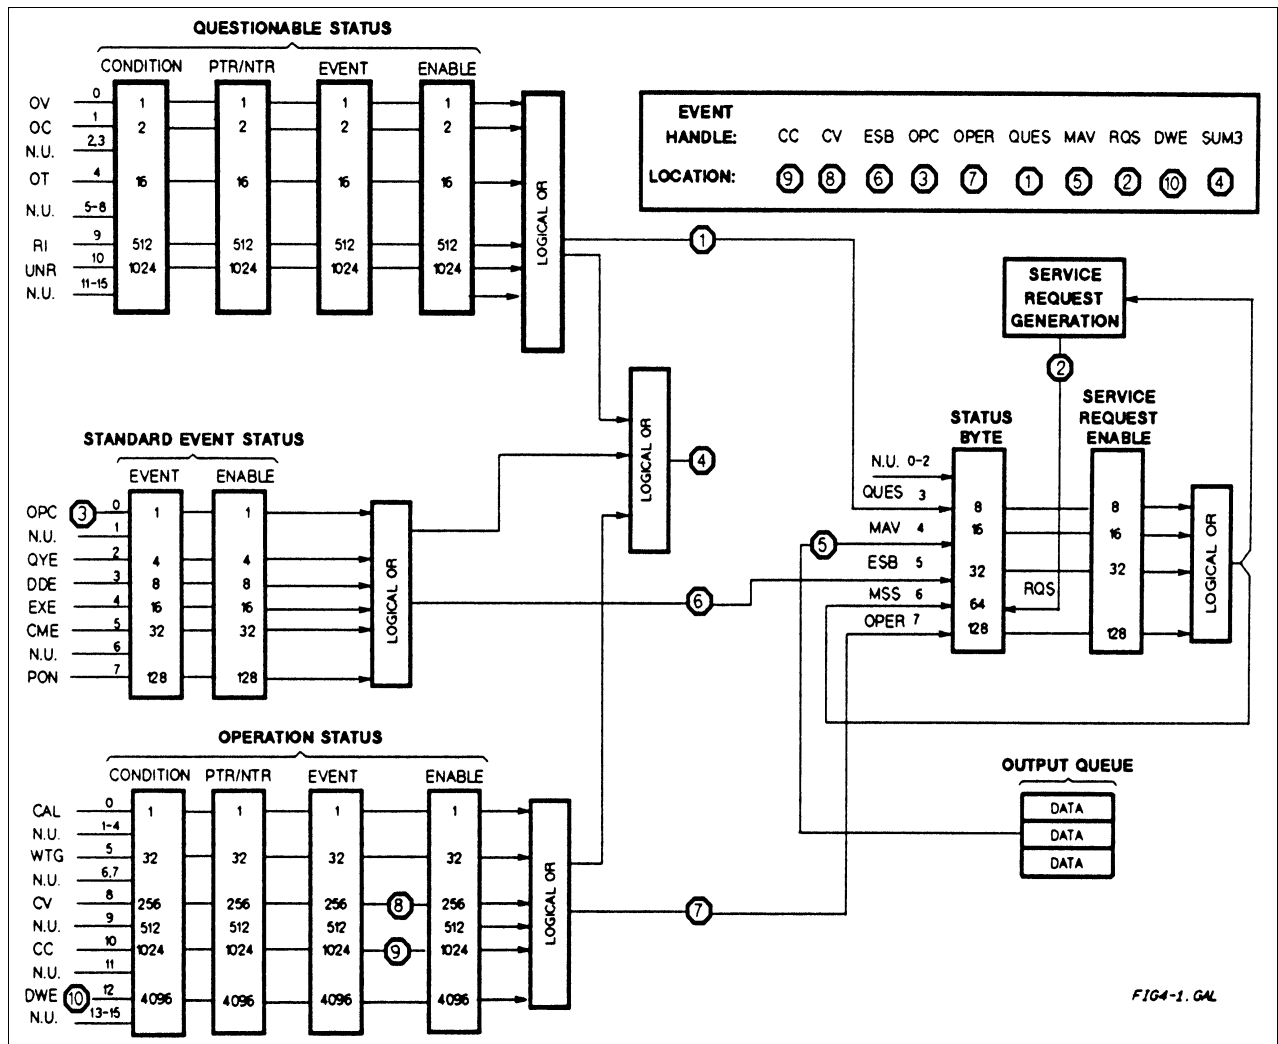 QUESTIONABLE STATUS
CONDITION PTR/NTR EVENT ENABLE
OV 0 1 1 1 1
OC 1 2 2 2 2
N.U. 2,3
OT 4 16 16 16 16
N.U. 5-8
RI 9 512 512 512 512
UNR 10 1024 1024 1024 1024
N.U. 11-15
LOGICAL OR
EVENT
HANDLE: CC CV ESB OPC OPER QUES MAV RQS DWE SUM3
LOCATION: 9 8 6 3 7 1 5 2 10 4
1
SERVICE
REQUEST
GENERATION
2
LOGICAL OR
4
STANDARD EVENT STATUS
EVENT ENABLE
OPC 3 0 1 1
N.U. 1
QYE 2 4 4
DDE 3 8 8
EXE 4 16 16
CME 5 32 32
N.U. 6
PON 7 128 128
LOGICAL OR
6
STATUS
BYTE
SERVICE
REQUEST
ENABLE
N.U. 0-2
QUES 3 8 8
MAV 4 16 16
5
ESB 5 32 32
MSS 6 64 RQS
OPER 7 128 128
LOGICAL OR
OPERATION STATUS
CONDITION PTR/NTR EVENT ENABLE
CAL 0 1 1 1 1
N.U. 1-4
WTG 5 32 32 32 32
N.U. 6,7
CV 8 256 256 256 8 256
N.U. 9 512 512 512 512
CC 10 1024 1024 1024 9 1024
N.U. 11
DWE 10 12 4096 4096 4096 4096
N.U. 13-15
LOGICAL OR
7
OUTPUT QUEUE
DATA
DATA
DATA
FIG4-1.GAL